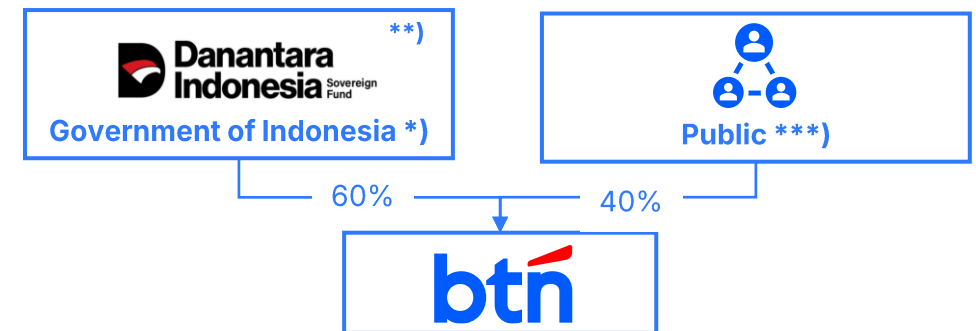 **)
Danantara
Indonesia Sovereign Fund
Government of Indonesia *)
Public ***)
60%
40%
btn